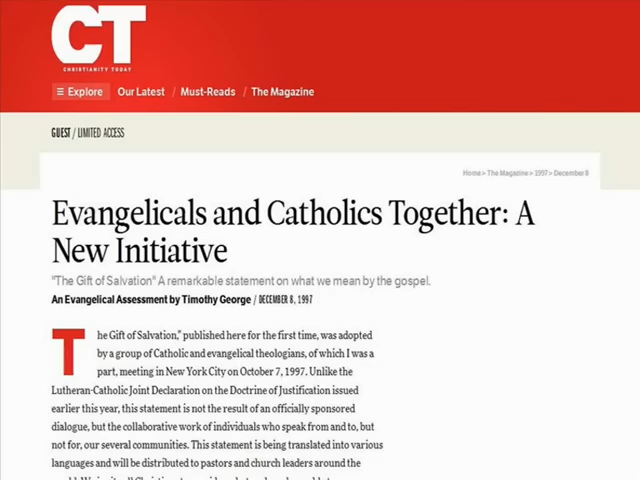 CT
CHRISTIANITY TODAY
≡ Explore Our Latest / Must-Reads / The Magazine
GUEST / LIMITED ACCESS
Home > The Magazine > 1997 > December 8
Evangelicals and Catholics Together: A
New Initiative
"The Gift of Salvation" A remarkable statement on what we mean by the gospel.
An Evangelical Assessment by Timothy George / DECEMBER 8, 1997
The Gift of Salvation," published here for the first time, was adopted
by a group of Catholic and evangelical theologians, of which I was a
part, meeting in New York City on October 7, 1997. Unlike the
Lutheran-Catholic Joint Declaration on the Doctrine of Justification issued
earlier this year, this statement is not the result of an officially sponsored
dialogue, but the collaborative work of individuals who speak from and to, but
not for, our several communities. This statement is being translated into various
languages and will be distributed to pastors and church leaders around the